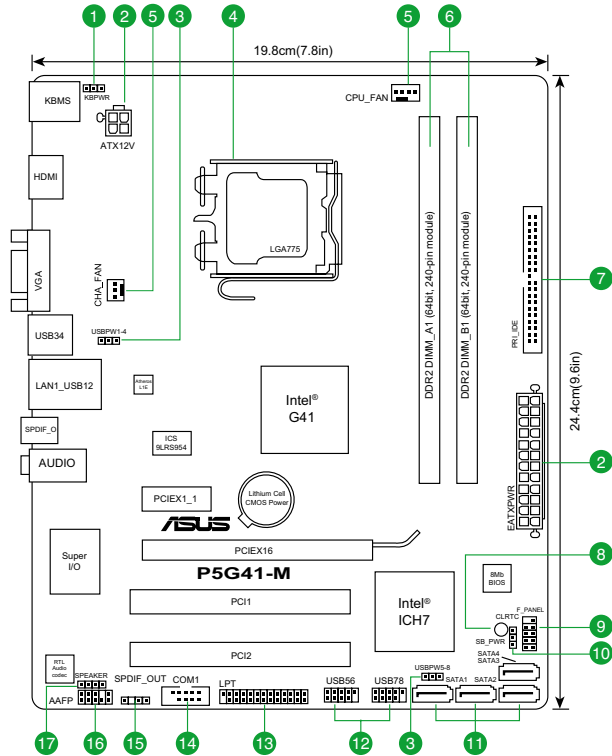 1
2
5
3
4
5
6
19.8cm(7.8in)
KBMS
KBPWR
CPU_FAN
ATX12V
HDMI
LGA775
DDR2 DIMM_A1 (64bit, 240-pin module)
DDR2 DIMM_B1 (64bit, 240-pin module)
24.4cm(9.6in)
VGA
CHA_FAN
5
PRI_IDE
7
USB34
USBPW1-4
3
LAN1_USB12
Atheros
L1E
Intel®
G41
SPDIF_O
ICS
9LRS954
AUDIO
EATXPWR
2
PCIEX1_1
Lithium Cell
CMOS Power
ASUS
PCIEX16
8
Super
I/O
P5G41-M
8Mb
BIOS
PCI1
Intel®
ICH7
CLRTC
F_PANEL
9
SB_PWR
10
PCI2
SATA4
SATA3
RTL
Audio
codec
SPEAKER
SPDIF_OUT
COM1
LPT
USB56
USB78
USBPW5-8
SATA1
SATA2
AAFP
17
16
15
14
13
12
3
11